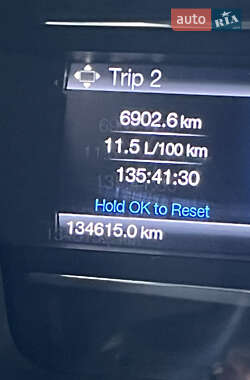 auto RIA
Trip 2
6902.6 km
11.5 L/100 km
135:41:30
Hold OK to Reset
134615.0 km